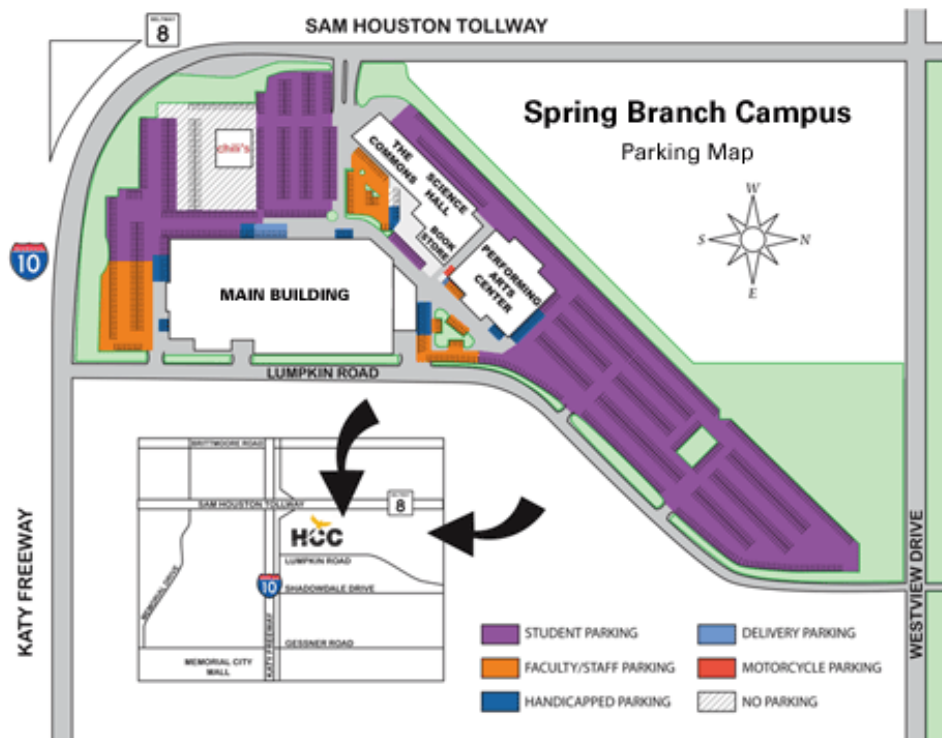 BELTWAY
8
SAM HOUSTON TOLLWAY
Spring Branch Campus
Parking Map
W
S
N
E
chili's
THE
COMMONS
SCIENCE
HALL
BOOK
STORE
PERFORMING
ARTS
CENTER
MAIN BUILDING
10
LUMPKIN ROAD
KATY FREEWAY
WESTVIEW DRIVE
BRITTMOORE ROAD
SAM HOUSTON TOLLWAY
8
HCC
LUMPKIN ROAD
10
SHADOWDALE DRIVE
MEMORIAL DRIVE
GESSNER ROAD
MEMORIAL CITY
MALL
KATY FREEWAY
STUDENT PARKING
FACULTY/STAFF PARKING
HANDICAPPED PARKING
DELIVERY PARKING
MOTORCYCLE PARKING
NO PARKING